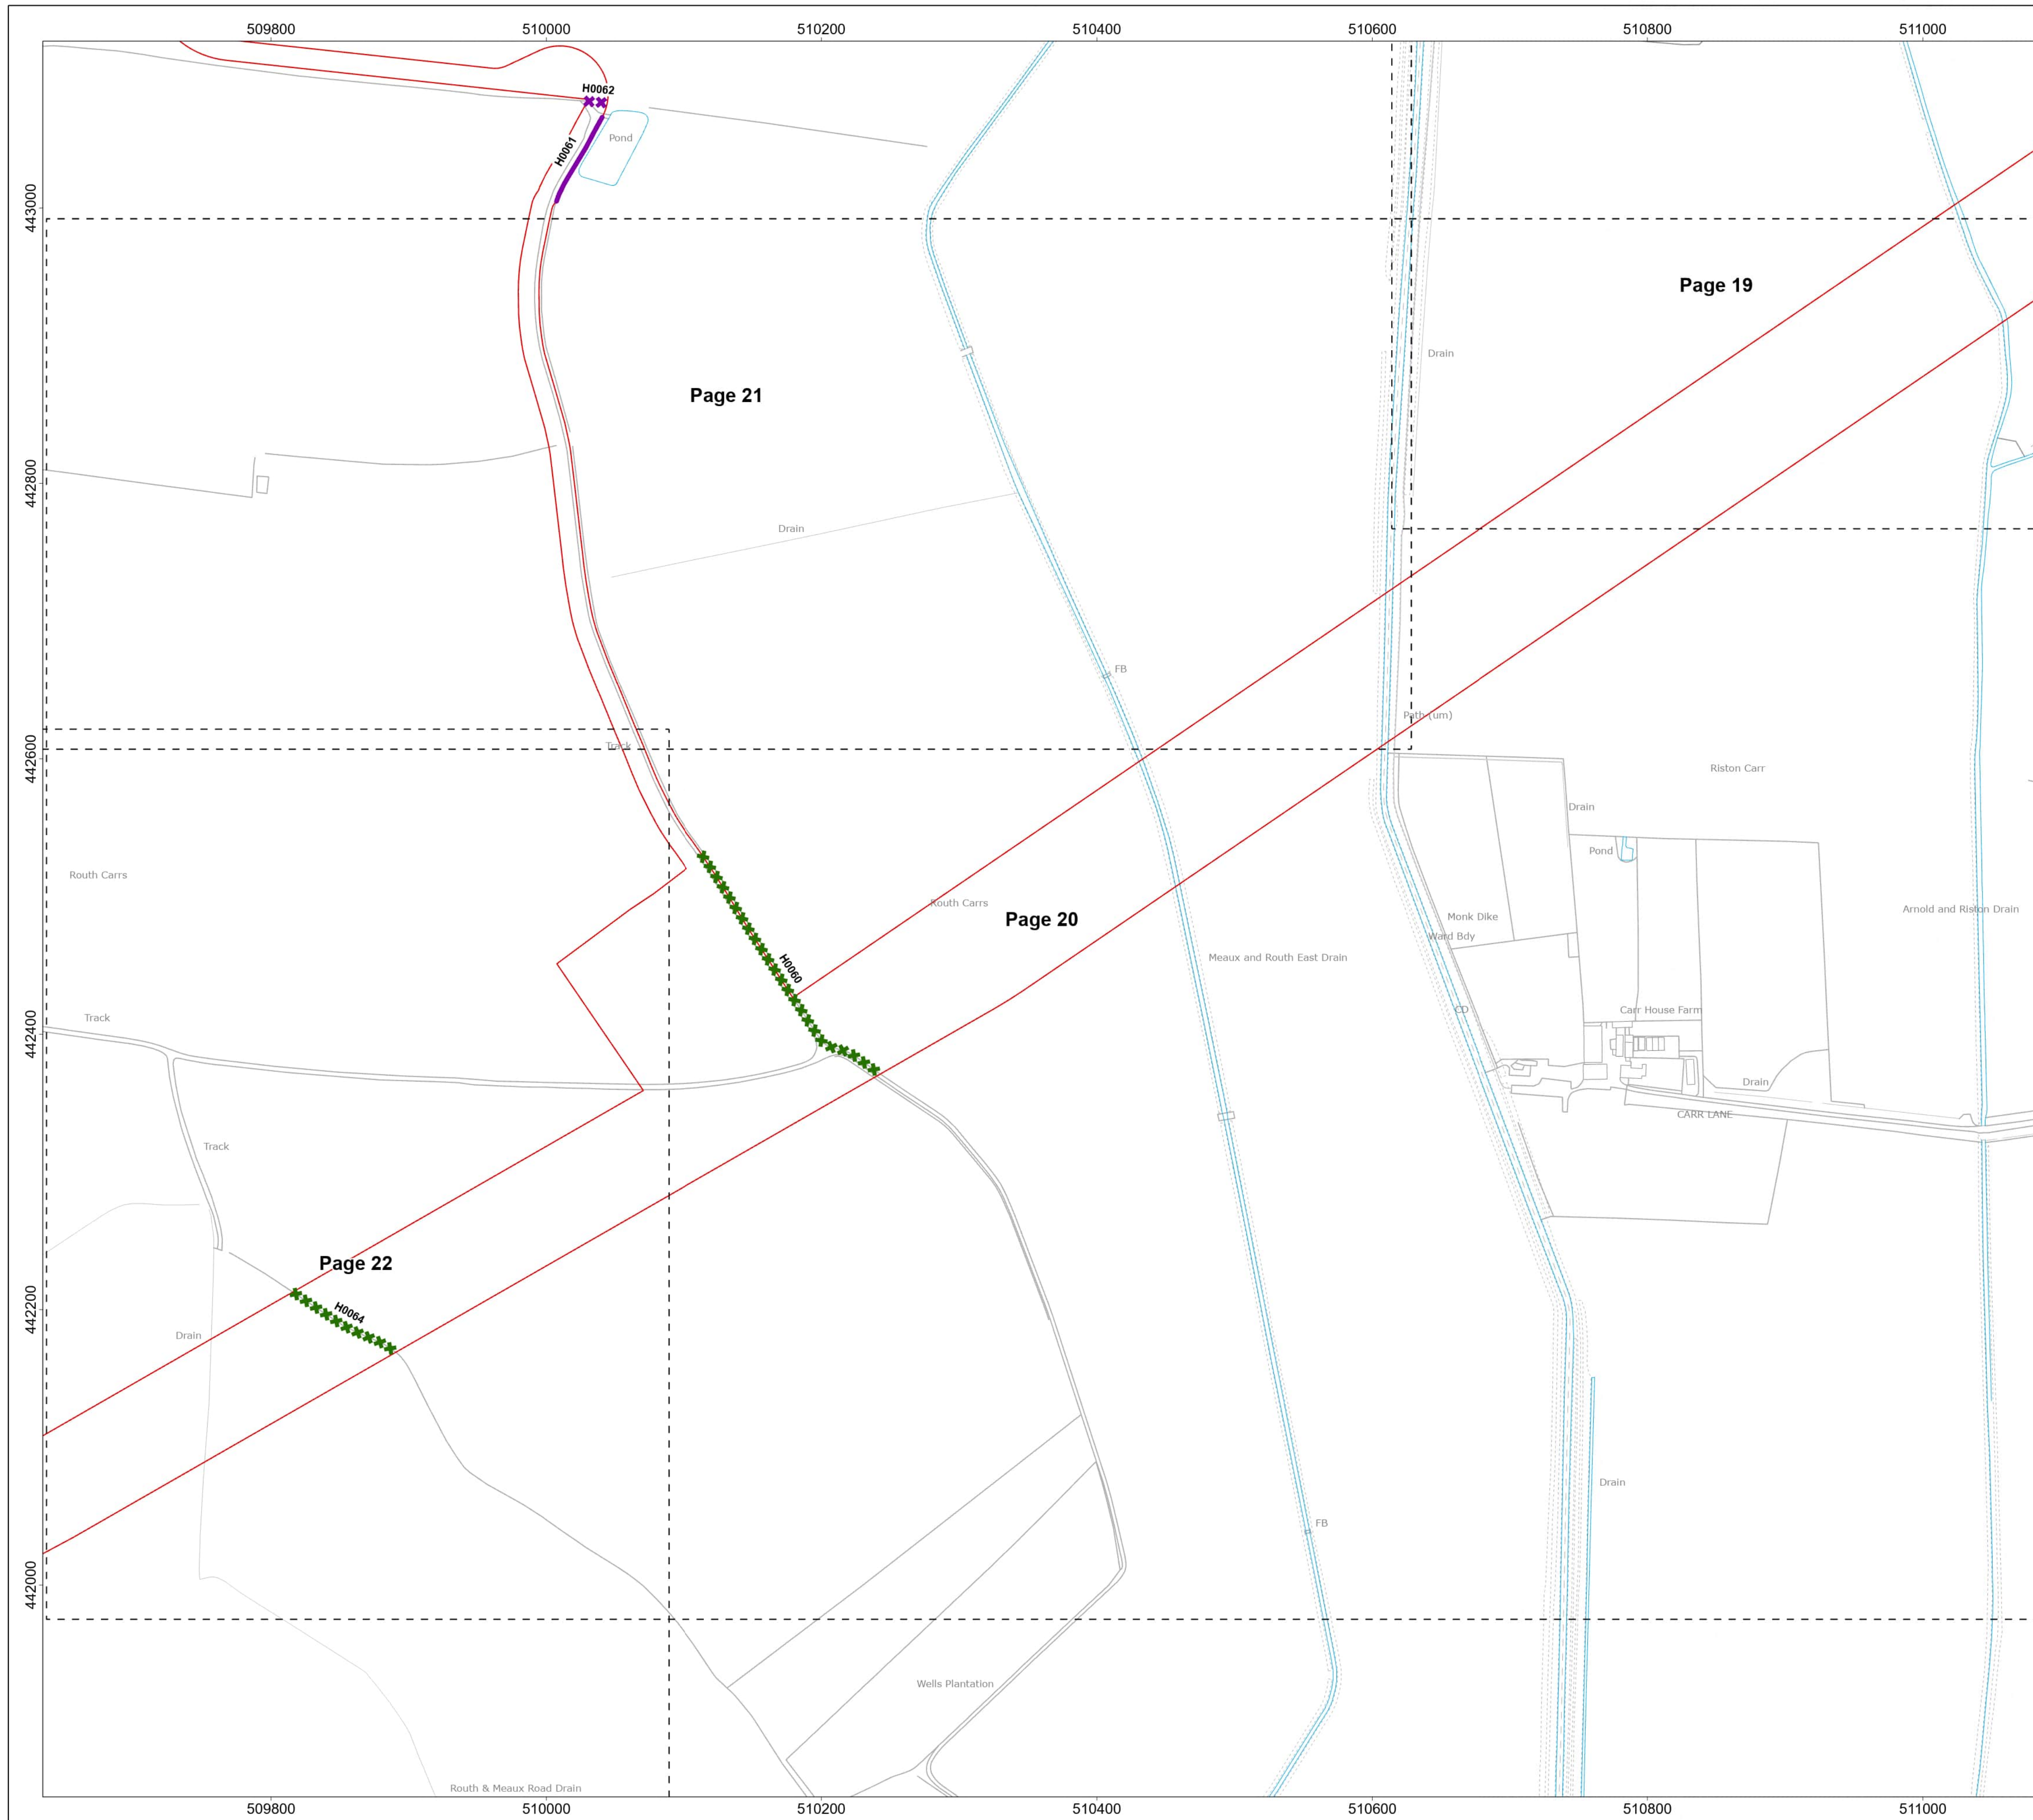 509800 510000 510200 510400 510600 510800 511000
H0062
H0061
Pond
443000
Page 19
Drain
Page 21
442800
Drain
FB
Path (um)
Track
442600
Riston Carr
Drain
Pond
Routh Carrs
Routh Carrs
Page 20
Monk Dike
Ward Bdy
Arnold and Riston Drain
Meaux and Routh East Drain
H0060
CD
Carr House Farm
Track
442400
Drain
CARR LANE
Track
Page 22
H0064
442200
Drain
Drain
FB
442000
Wells Plantation
Routh & Meaux Road Drain
509800 510000 510200 510400 510600 510800 511000